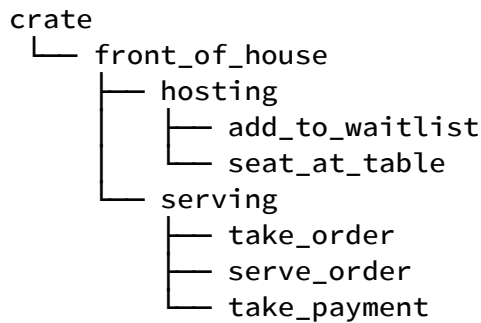 crate
└── front_of_house
    ├── hosting
    │   ├── add_to_waitlist
    │   └── seat_at_table
    └── serving
        ├── take_order
        ├── serve_order
        └── take_payment